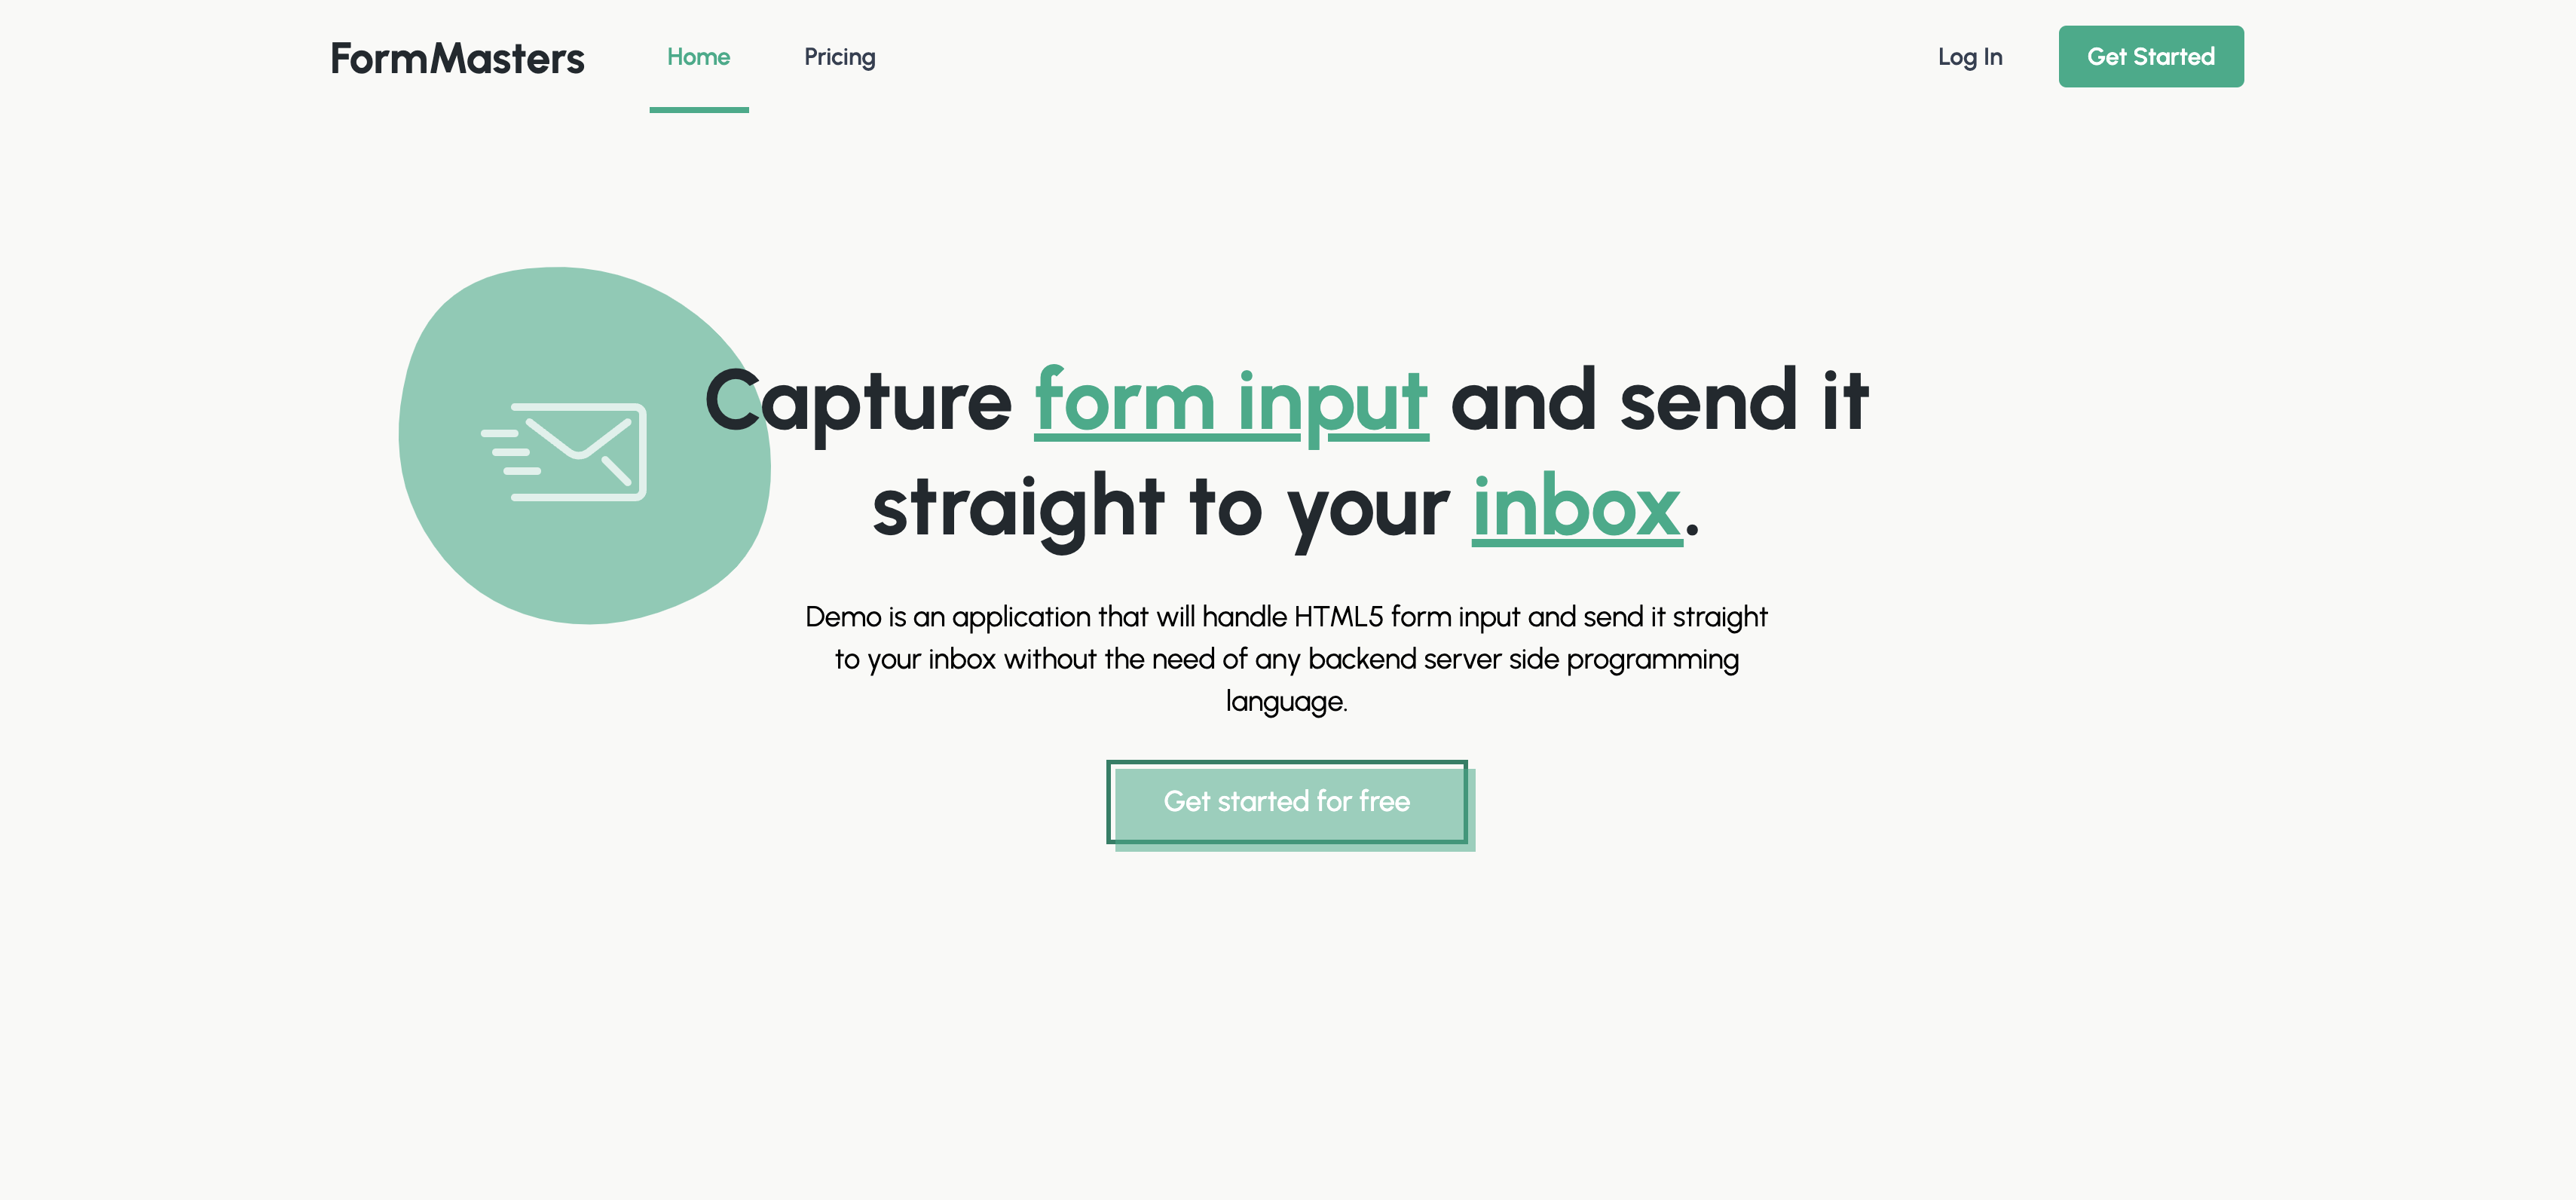 FormMasters Home Pricing Log In Get Started
Capture form input and send it
straight to your inbox.
Demo is an application that will handle HTML5 form input and send it straight
to your inbox without the need of any backend server side programming
language.
Get started for free